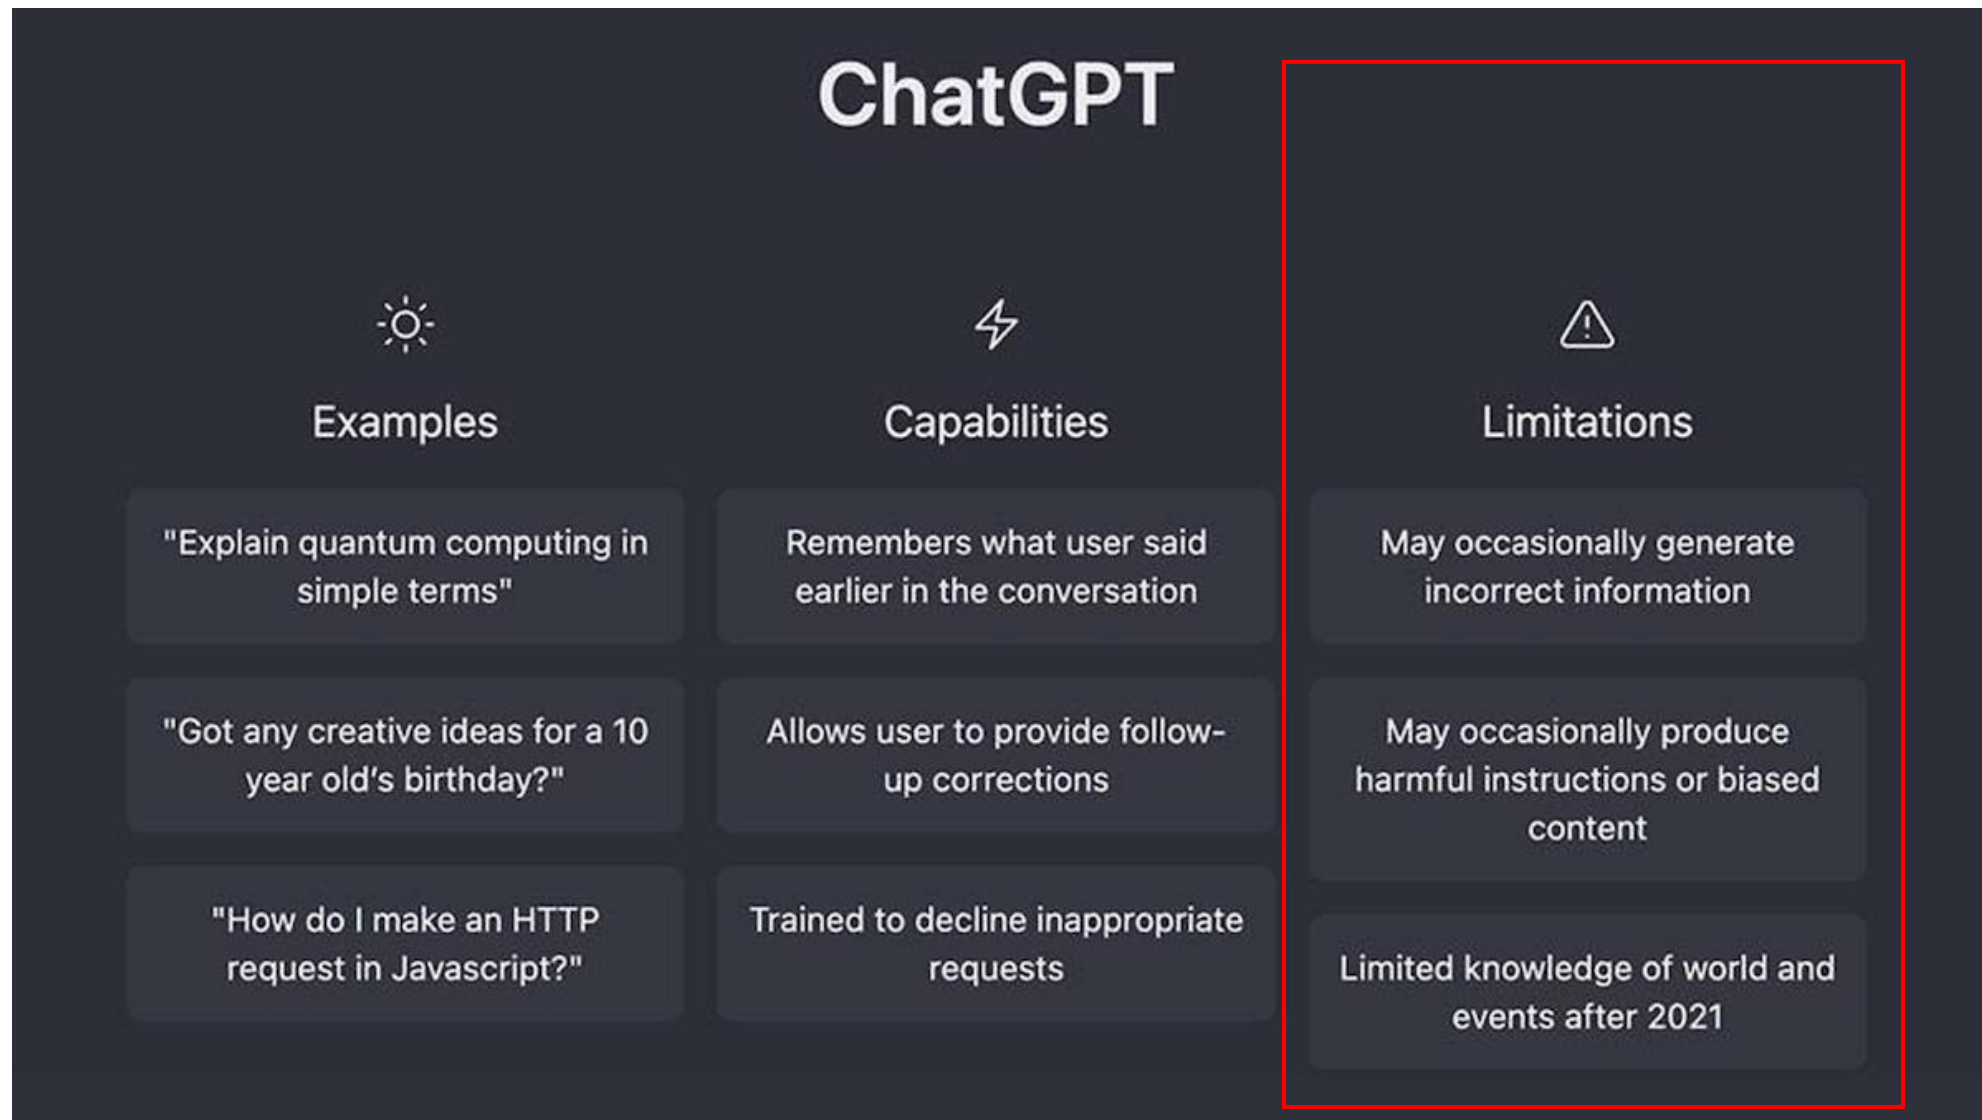 ChatGPT
Examples
"Explain quantum computing in
simple terms"
"Got any creative ideas for a 10
year old’s birthday?"
"How do I make an HTTP
request in Javascript?"
Capabilities
Remembers what user said
earlier in the conversation
Allows user to provide follow-
up corrections
Trained to decline inappropriate
requests
Limitations
May occasionally generate
incorrect information
May occasionally produce
harmful instructions or biased
content
Limited knowledge of world and
events after 2021